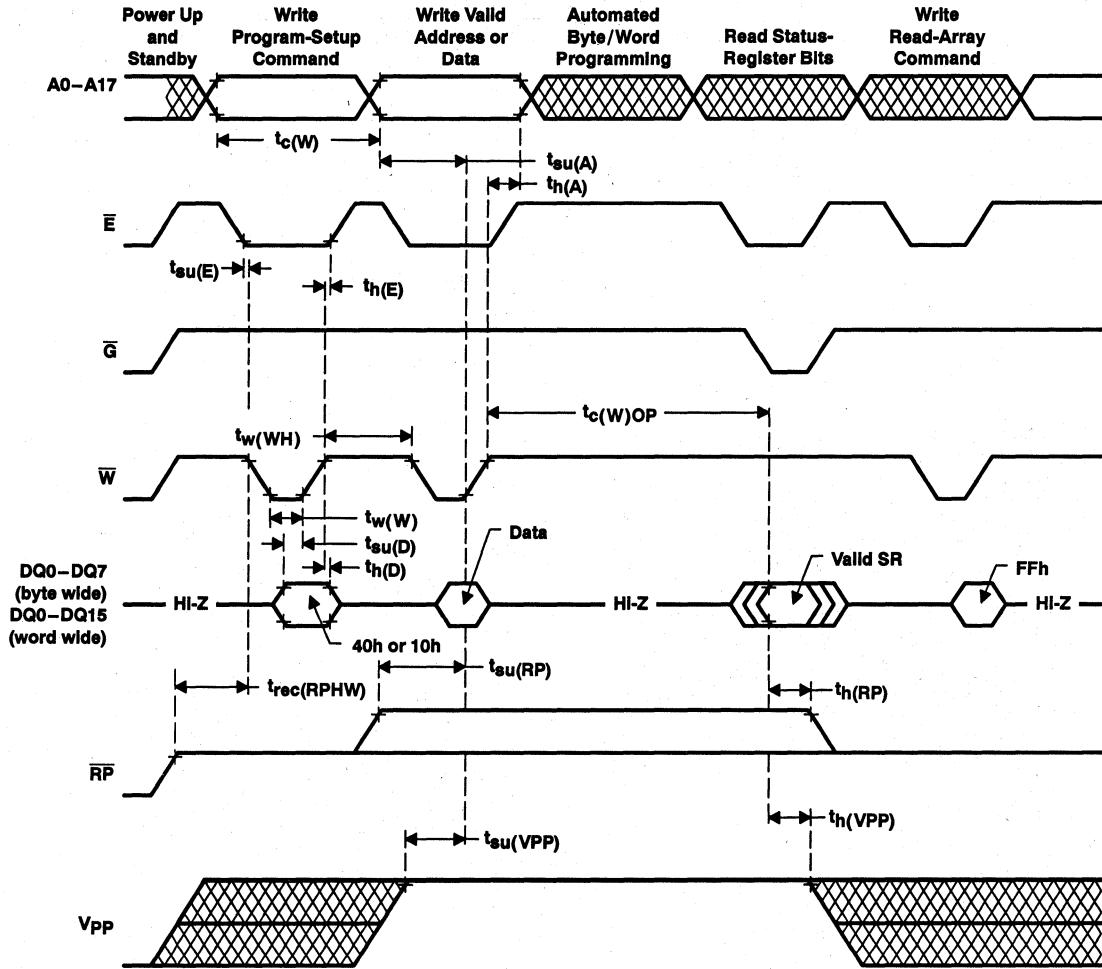 Power Up
and
Standby
Write
Program-Setup
Command
Write Valid
Address or
Data
Automated
Byte/Word
Programming
Read Status-
Register Bits
Write
Read-Array
Command
A0–A17
tc(W)
tsu(A)
th(A)
E
tsu(E)
th(E)
G
tc(W)OP
tw(WH)
W
tw(W)
tsu(D)
th(D)
Data
Valid SR
FFh
DQ0–DQ7
(byte wide)
DQ0–DQ15
(word wide)
Hi-Z
Hi-Z
Hi-Z
40h or 10h
tsu(RP)
trec(RPHW)
th(RP)
RP
th(VPP)
tsu(VPP)
VPP